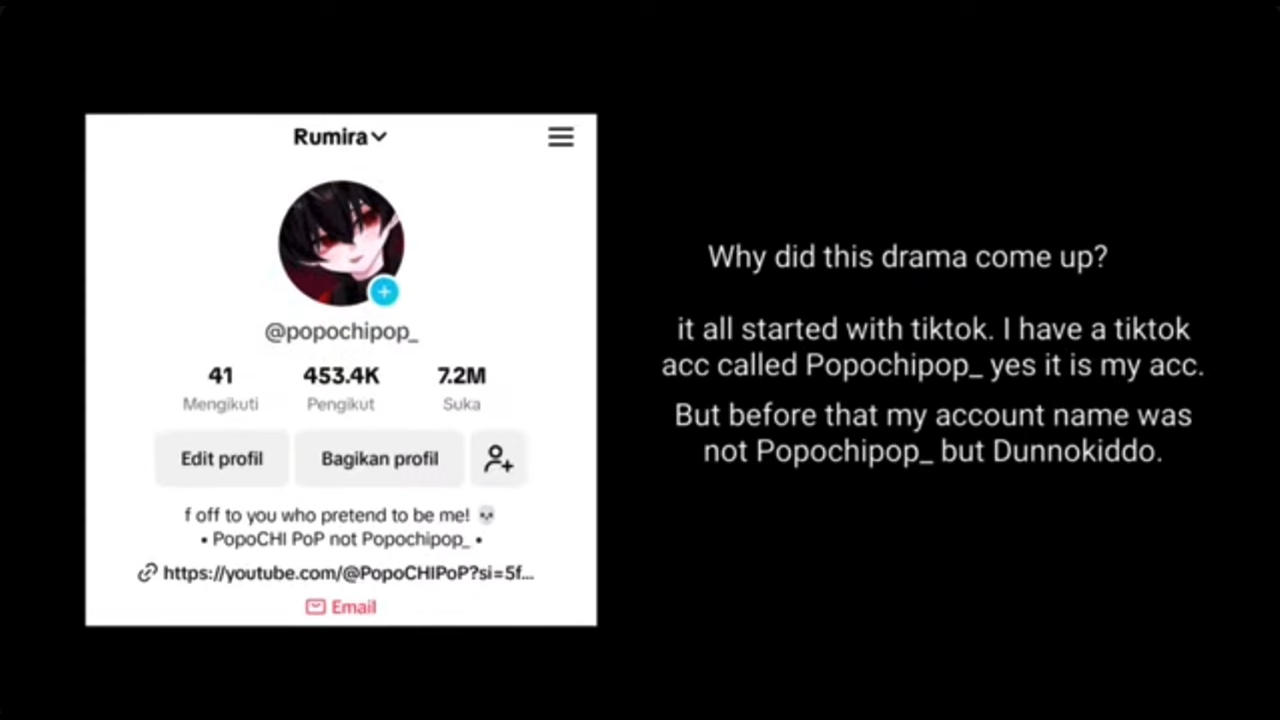 Rumira
@popochipop_
41 453.4K 7.2M
Mengikuti Pengikut Suka
Edit profil Bagikan profil
f off to you who pretend to be me! 💀
• PopoCHI PoP not Popochipop_ •
https://youtube.com/@PopoCHIPoP?si=5f...
Email
Why did this drama come up?
it all started with tiktok. I have a tiktok
acc called Popochipop_ yes it is my acc.
But before that my account name was
not Popochipop_ but Dunnokiddo.